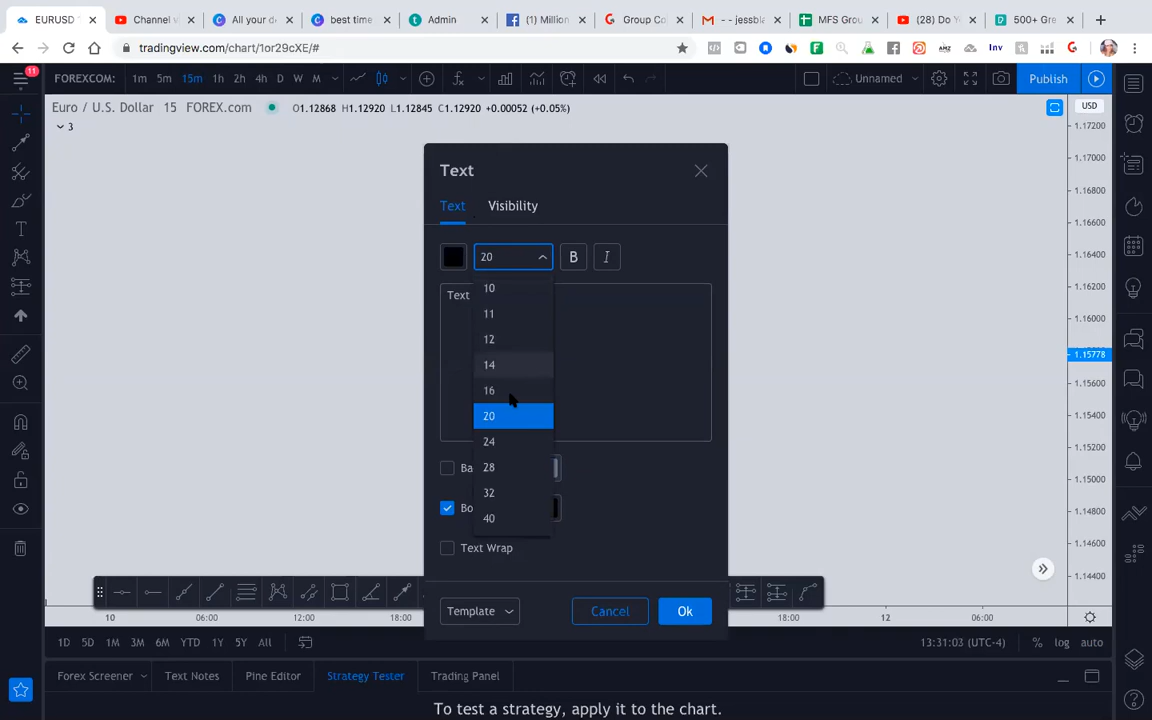 EURUSD 1
Channel v
All your d
best time
Admin
(1) Million
Group Co
- - jessbla
MFS Grou
(28) Do Yo
500+ Gre
tradingview.com/chart/1or29cXE/#
Inv
11
FOREXCOM:
1m 5m 15m 1h 2h 4h D W M
Unnamed
Publish
Euro / U.S. Dollar 15 FOREX.com
O1.12868 H1.12920 L1.12845 C1.12920 +0.00052 (+0.05%)
3
USD
1.17200
1.17000
1.16800
1.16600
1.16400
1.16200
1.16000
1.15778
1.15600
1.15400
1.15200
1.15000
1.14800
1.14600
1.14400
Text
Text Visibility
20
B I
Text
10
11
12
14
16
20
24
28
32
40
Ba
Bo
Text Wrap
Template
Cancel
Ok
10 06:00 12:00 18:00 18:00 12 06:00
1D 5D 1M 3M 6M YTD 1Y 5Y All
13:31:03 (UTC-4) % log auto
Forex Screener
Text Notes
Pine Editor
Strategy Tester
Trading Panel
To test a strategy, apply it to the chart.